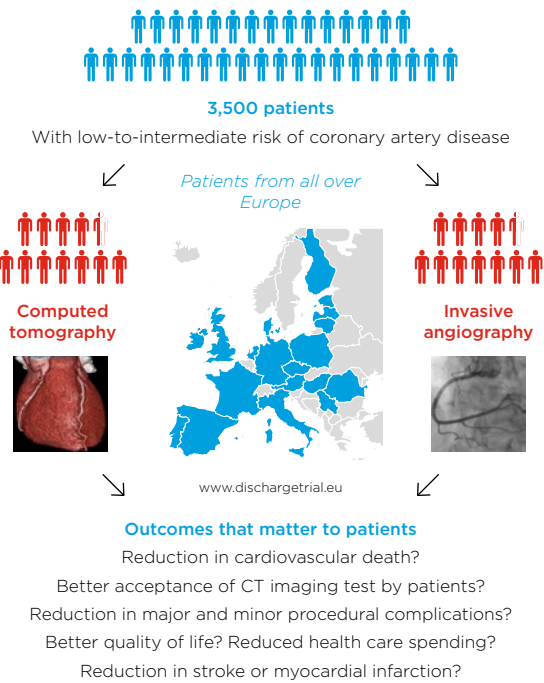 3,500 patients
With low-to-intermediate risk of coronary artery disease
Patients from all over
Europe
Computed
tomography
Invasive
angiography
www.dischargetrial.eu
Outcomes that matter to patients
Reduction in cardiovascular death?
Better acceptance of CT imaging test by patients?
Reduction in major and minor procedural complications?
Better quality of life? Reduced health care spending?
Reduction in stroke or myocardial infarction?